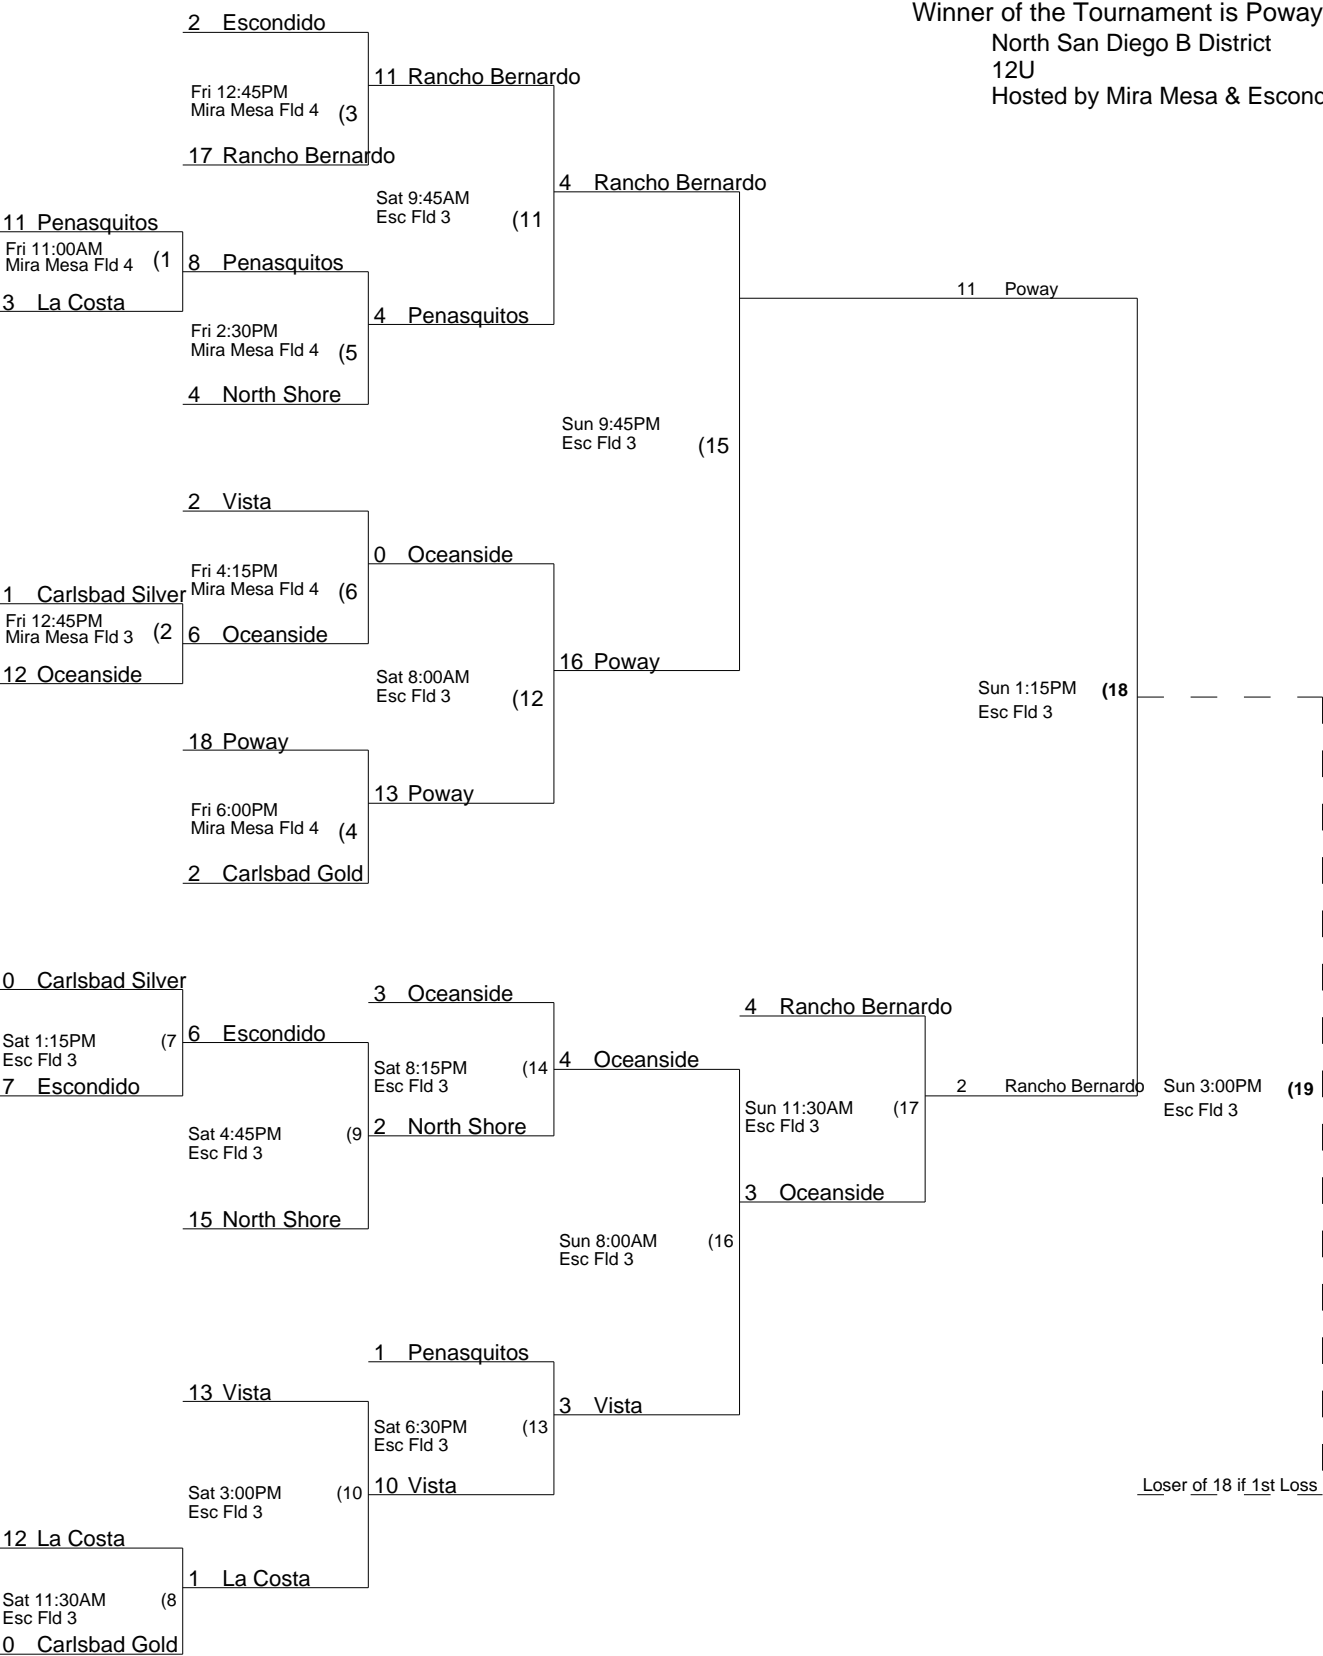 Winner of the Tournament is Poway
North San Diego B District
12U
Hosted by Mira Mesa & Escond
2 Escondido
Fri 12:45PM
Mira Mesa Fld 4 (3
17 Rancho Bernardo
11 Rancho Bernardo
11 Penasquitos
Fri 11:00AM
Mira Mesa Fld 4 (1
3 La Costa
8 Penasquitos
Fri 2:30PM
Mira Mesa Fld 4 (5
4 North Shore
Sat 9:45AM
Esc Fld 3 (11
4 Penasquitos
4 Rancho Bernardo
Sun 9:45PM
Esc Fld 3 (15
11 Poway
2 Vista
Fri 4:15PM
Mira Mesa Fld 4 (6
1 Carlsbad Silver
Fri 12:45PM
Mira Mesa Fld 3 (2
12 Oceanside
6 Oceanside
0 Oceanside
Sat 8:00AM
Esc Fld 3 (12
16 Poway
18 Poway
Fri 6:00PM
Mira Mesa Fld 4 (4
2 Carlsbad Gold
13 Poway
Sun 1:15PM (18
Esc Fld 3
0 Carlsbad Silver
Sat 1:15PM (7
Esc Fld 3
7 Escondido
6 Escondido
Sat 4:45PM (9
Esc Fld 3
15 North Shore
3 Oceanside
Sat 8:15PM (14
Esc Fld 3
2 North Shore
4 Oceanside
Sun 8:00AM (16
Esc Fld 3
4 Rancho Bernardo
Sun 11:30AM (17
Esc Fld 3
3 Oceanside
2 Rancho Bernardo
Sun 3:00PM (19
Esc Fld 3
1 Penasquitos
Sat 6:30PM (13
Esc Fld 3
10 Vista
3 Vista
13 Vista
Sat 3:00PM (10
Esc Fld 3
1 La Costa
12 La Costa
Sat 11:30AM (8
Esc Fld 3
0 Carlsbad Gold
Loser of 18 if 1st Loss